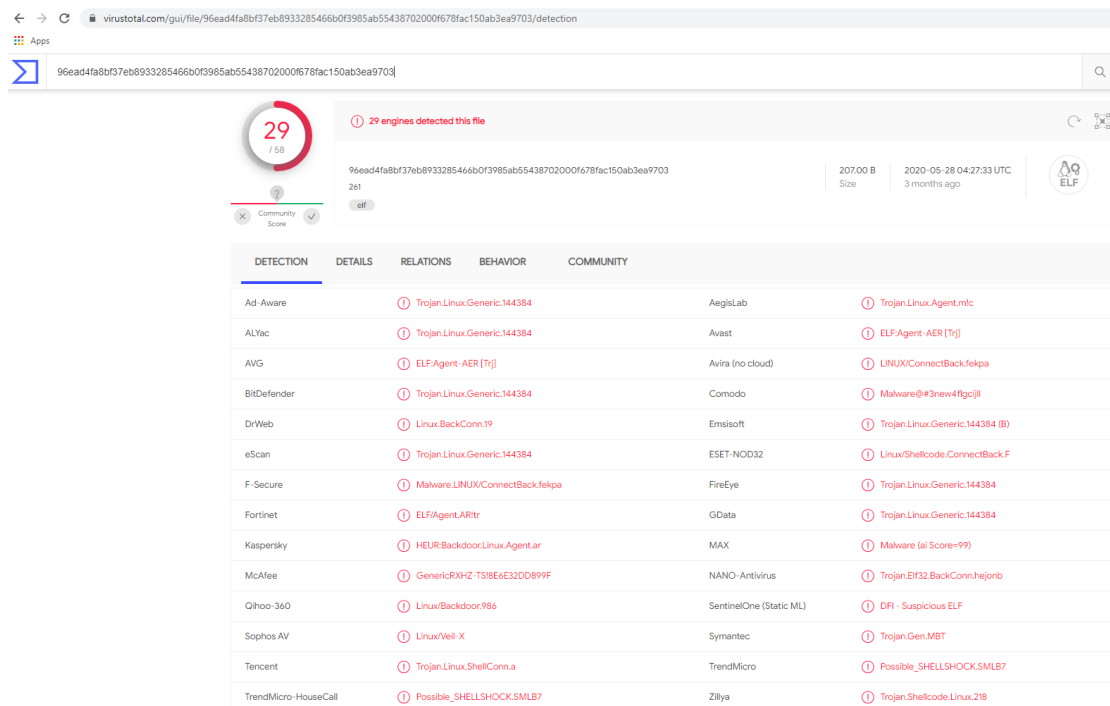 virustotal.com/gui/file/96ead4fa8bf37eb8933285466b0f3985ab55438702000f678fac150ab3ea9703/detection
Apps
96ead4fa8bf37eb8933285466b0f3985ab55438702000f678fac150ab3ea9703
29
/ 58
29 engines detected this file
96ead4fa8bf37eb8933285466b0f3985ab55438702000f678fac150ab3ea9703
261
elf
207.00 B
Size
2020-05-28 04:27:33 UTC
3 months ago
ELF
?
Community
Score
DETECTION DETAILS RELATIONS BEHAVIOR COMMUNITY
Ad-Aware Trojan.Linux.Generic.144384 AegisLab Trojan.Linux.Agent.m!c
ALYac Trojan.Linux.Generic.144384 Avast ELF:Agent-AER [Trj]
AVG ELF:Agent-AER [Trj] Avira (no cloud) LINUX/ConnectBack.fekpa
BitDefender Trojan.Linux.Generic.144384 Comodo Malware@#3new4flgcijll
DrWeb Linux.BackConn.19 Emsisoft Trojan.Linux.Generic.144384 (B)
eScan Trojan.Linux.Generic.144384 ESET-NOD32 Linux/Shellcode.ConnectBack.F
F-Secure Malware.LINUX/ConnectBack.fekpa FireEye Trojan.Linux.Generic.144384
Fortinet ELF/Agent.AR!tr GData Trojan.Linux.Generic.144384
Kaspersky HEUR:Backdoor.Linux.Agent.ar MAX Malware (ai Score=99)
McAfee GenericRXHZ-TS!8E6E32DD899F NANO-Antivirus Trojan.Elf32.BackConn.hejonb
Qihoo-360 Linux/Backdoor.986 SentinelOne (Static ML) DFI - Suspicious ELF
Sophos AV Linux/Veil-X Symantec Trojan.Gen.MBT
Tencent Trojan.Linux.ShellConn.a TrendMicro Possible_SHELLSHOCK.SMLB7
TrendMicro-HouseCall Possible_SHELLSHOCK.SMLB7 Zillya Trojan.Shellcode.Linux.218